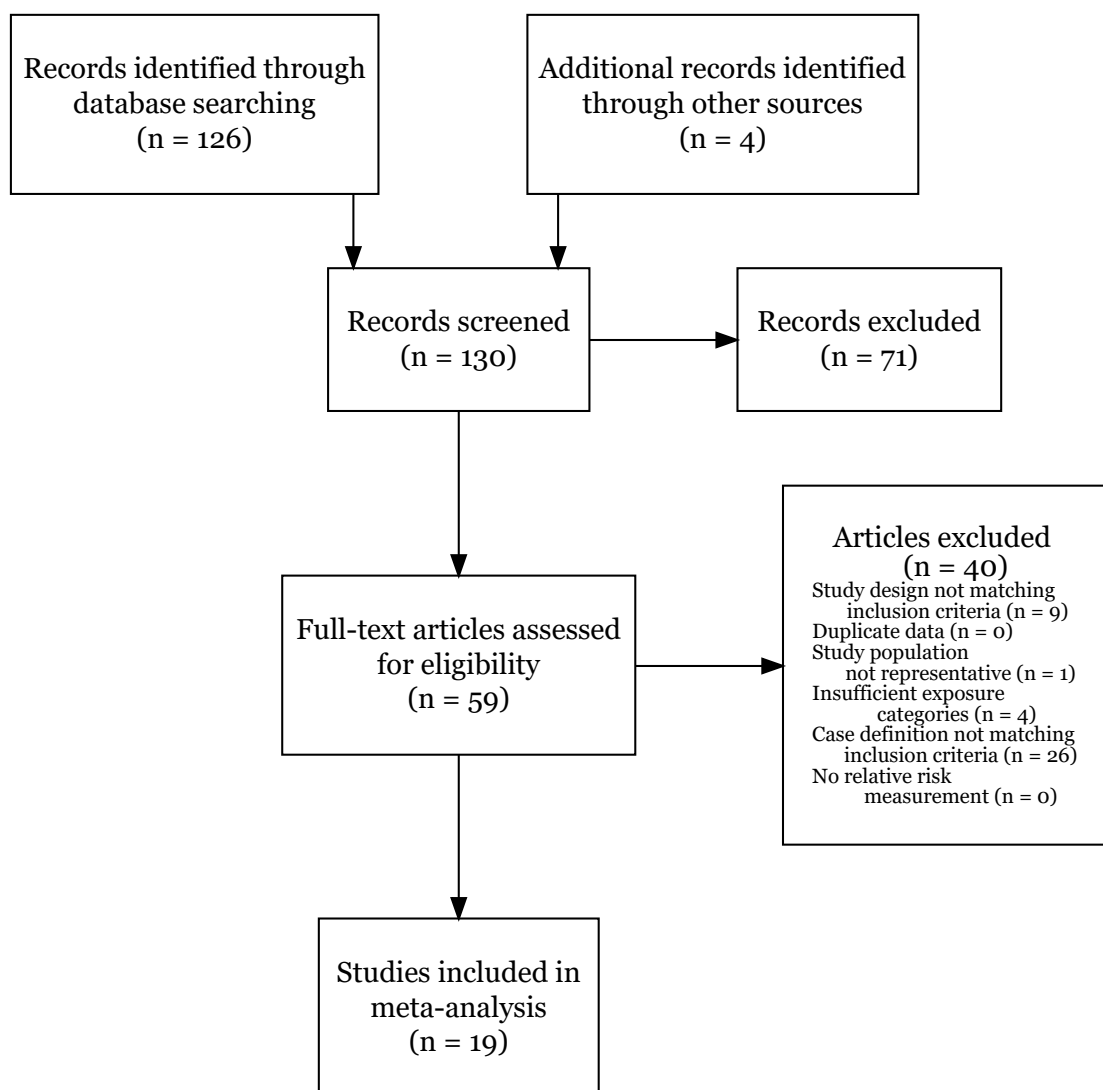 Records identified through
database searching
(n = 126)
Additional records identified
through other sources
(n = 4)
Records screened
(n = 130)
Records excluded
(n = 71)
Full-text articles assessed
for eligibility
(n = 59)
Articles excluded
(n = 40)
Study design not matching
inclusion criteria (n = 9)
Duplicate data (n = 0)
Study population
not representative (n = 1)
Insufficient exposure
categories (n = 4)
Case definition not matching
inclusion criteria (n = 26)
No relative risk
measurement (n = 0)
Studies included in
meta-analysis
(n = 19)